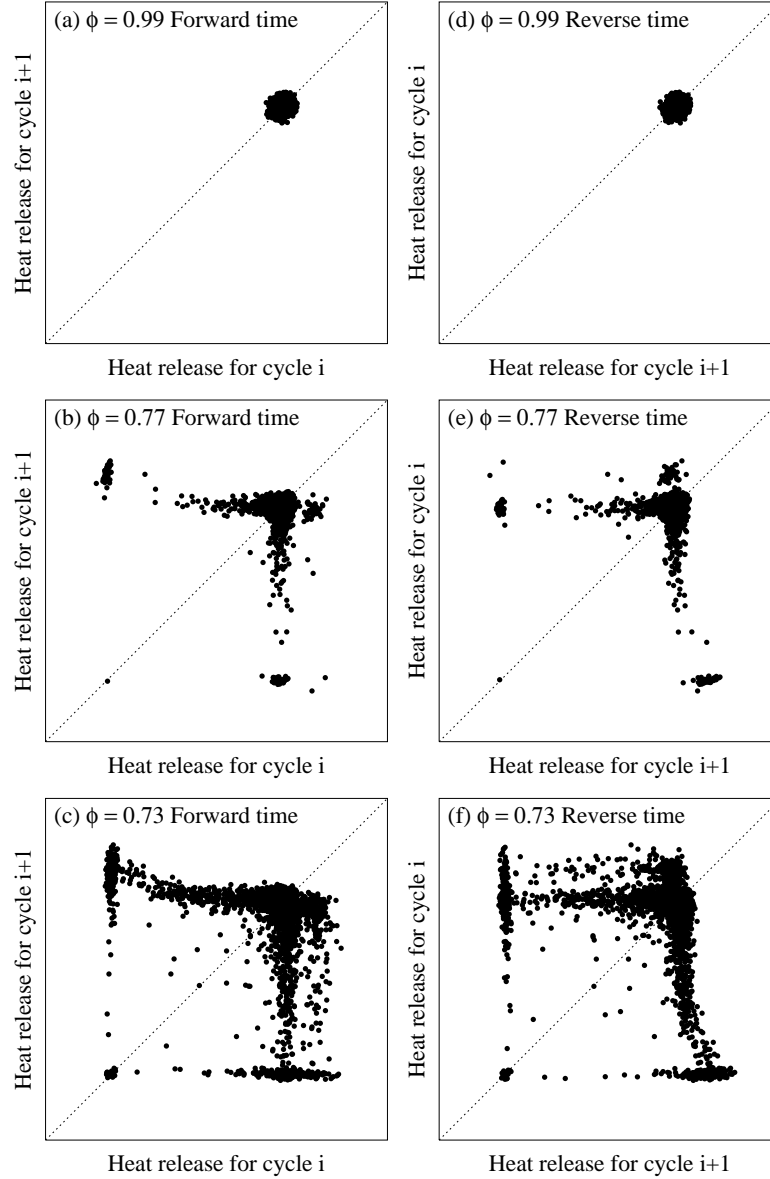 (a) ϕ = 0.99 Forward time
Heat release for cycle i+1
Heat release for cycle i
(d) ϕ = 0.99 Reverse time
Heat release for cycle i
Heat release for cycle i+1
(b) ϕ = 0.77 Forward time
Heat release for cycle i+1
Heat release for cycle i
(e) ϕ = 0.77 Reverse time
Heat release for cycle i
Heat release for cycle i+1
(c) ϕ = 0.73 Forward time
Heat release for cycle i+1
Heat release for cycle i
(f) ϕ = 0.73 Reverse time
Heat release for cycle i
Heat release for cycle i+1